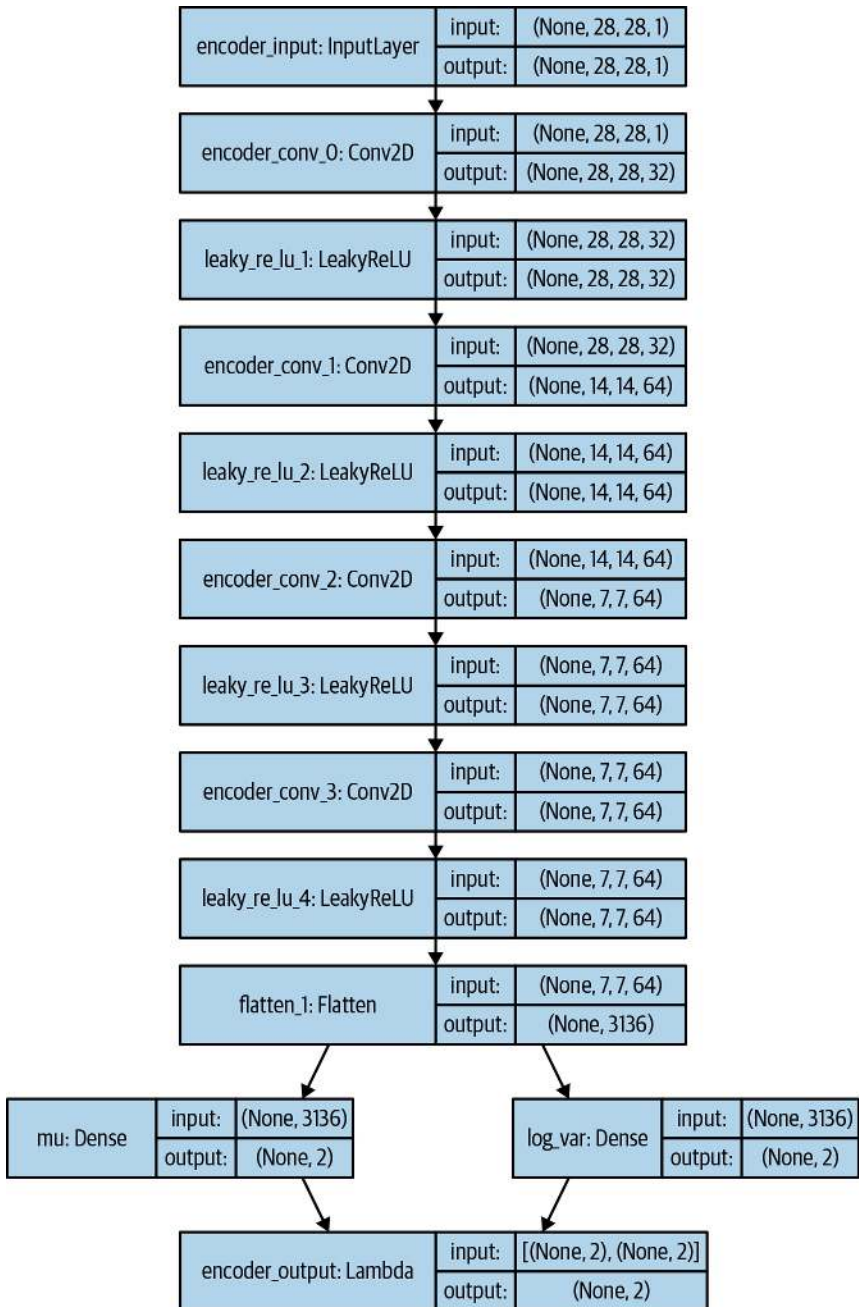 encoder_input: InputLayer
input: (None, 28, 28, 1)
output: (None, 28, 28, 1)
encoder_conv_0: Conv2D
input: (None, 28, 28, 1)
output: (None, 28, 28, 32)
leaky_re_lu_1: LeakyReLU
input: (None, 28, 28, 32)
output: (None, 28, 28, 32)
encoder_conv_1: Conv2D
input: (None, 28, 28, 32)
output: (None, 14, 14, 64)
leaky_re_lu_2: LeakyReLU
input: (None, 14, 14, 64)
output: (None, 14, 14, 64)
encoder_conv_2: Conv2D
input: (None, 14, 14, 64)
output: (None, 7, 7, 64)
leaky_re_lu_3: LeakyReLU
input: (None, 7, 7, 64)
output: (None, 7, 7, 64)
encoder_conv_3: Conv2D
input: (None, 7, 7, 64)
output: (None, 7, 7, 64)
leaky_re_lu_4: LeakyReLU
input: (None, 7, 7, 64)
output: (None, 7, 7, 64)
flatten_1: Flatten
input: (None, 7, 7, 64)
output: (None, 3136)
mu: Dense
input: (None, 3136)
output: (None, 2)
log_var: Dense
input: (None, 3136)
output: (None, 2)
encoder_output: Lambda
input: [(None, 2), (None, 2)]
output: (None, 2)